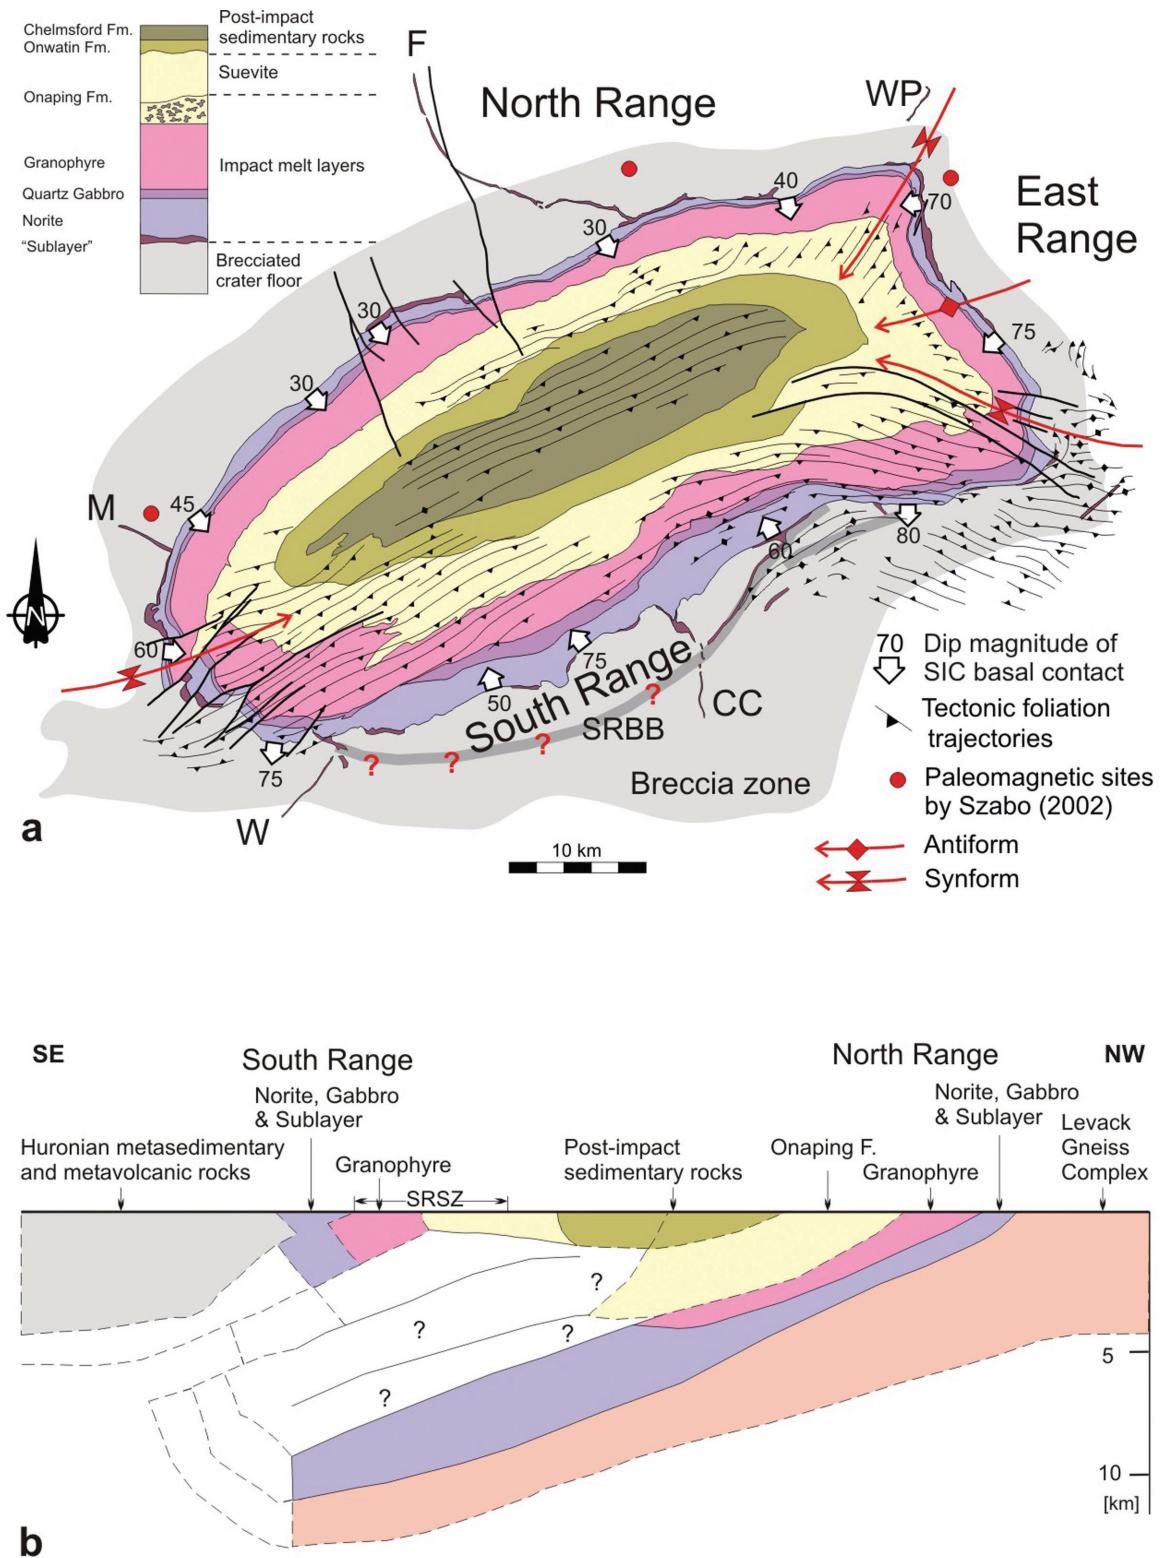 Chelmsford Fm.
Onwatin Fm.
Onaping Fm.
Granophyre
Quartz Gabbro
Norite
“Sublayer”
Post-impact
sedimentary rocks
Suevite
Impact melt layers
Brecciated
crater floor
F
North Range
WP
East
Range
40
70
30
30
75
30
M
45
60
80
60
75
50
75
South Range
SRBB
CC
?
?
?
?
W
Breccia zone
N
70
Dip magnitude of
SIC basal contact
Tectonic foliation
trajectories
Paleomagnetic sites
by Szabo (2002)
Antiform
Synform
10 km
a
SE
South Range
North Range
NW
Norite, Gabbro
& Sublayer
Norite, Gabbro
& Sublayer
Huronian metasedimentary
and metavolcanic rocks
Granophyre
SRSZ
Post-impact
sedimentary rocks
Onaping F.
Granophyre
Levack
Gneiss
Complex
?
?
?
?
5
10
[km]
b